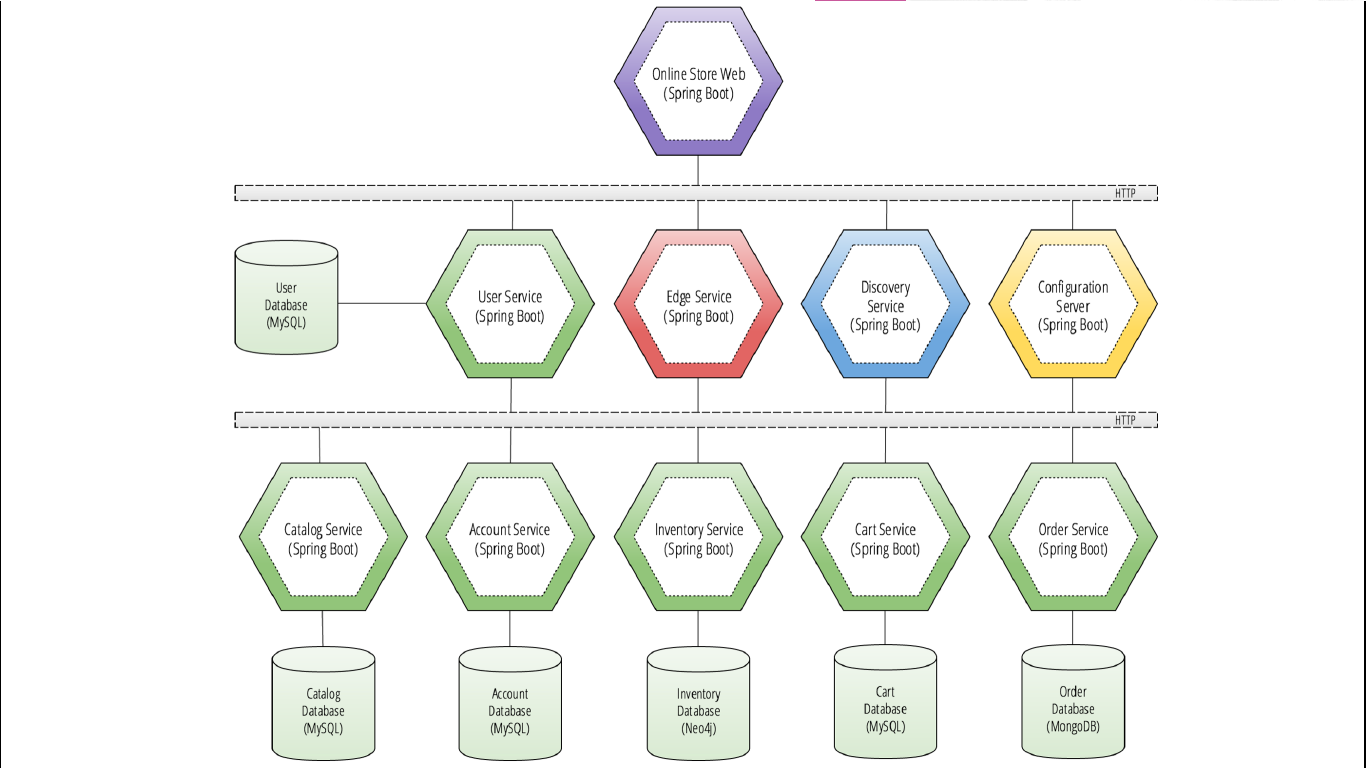 Online Store Web
(Spring Boot)
HTTP
User
Database
(MySQL)
User Service
(Spring Boot)
Edge Service
(Spring Boot)
Discovery
Service
(Spring Boot)
Configuration
Server
(Spring Boot)
HTTP
Catalog Service
(Spring Boot)
Account Service
(Spring Boot)
Inventory Service
(Spring Boot)
Cart Service
(Spring Boot)
Order Service
(Spring Boot)
Catalog
Database
(MySQL)
Account
Database
(MySQL)
Inventory
Database
(Neo4j)
Cart
Database
(MySQL)
Order
Database
(MongoDB)